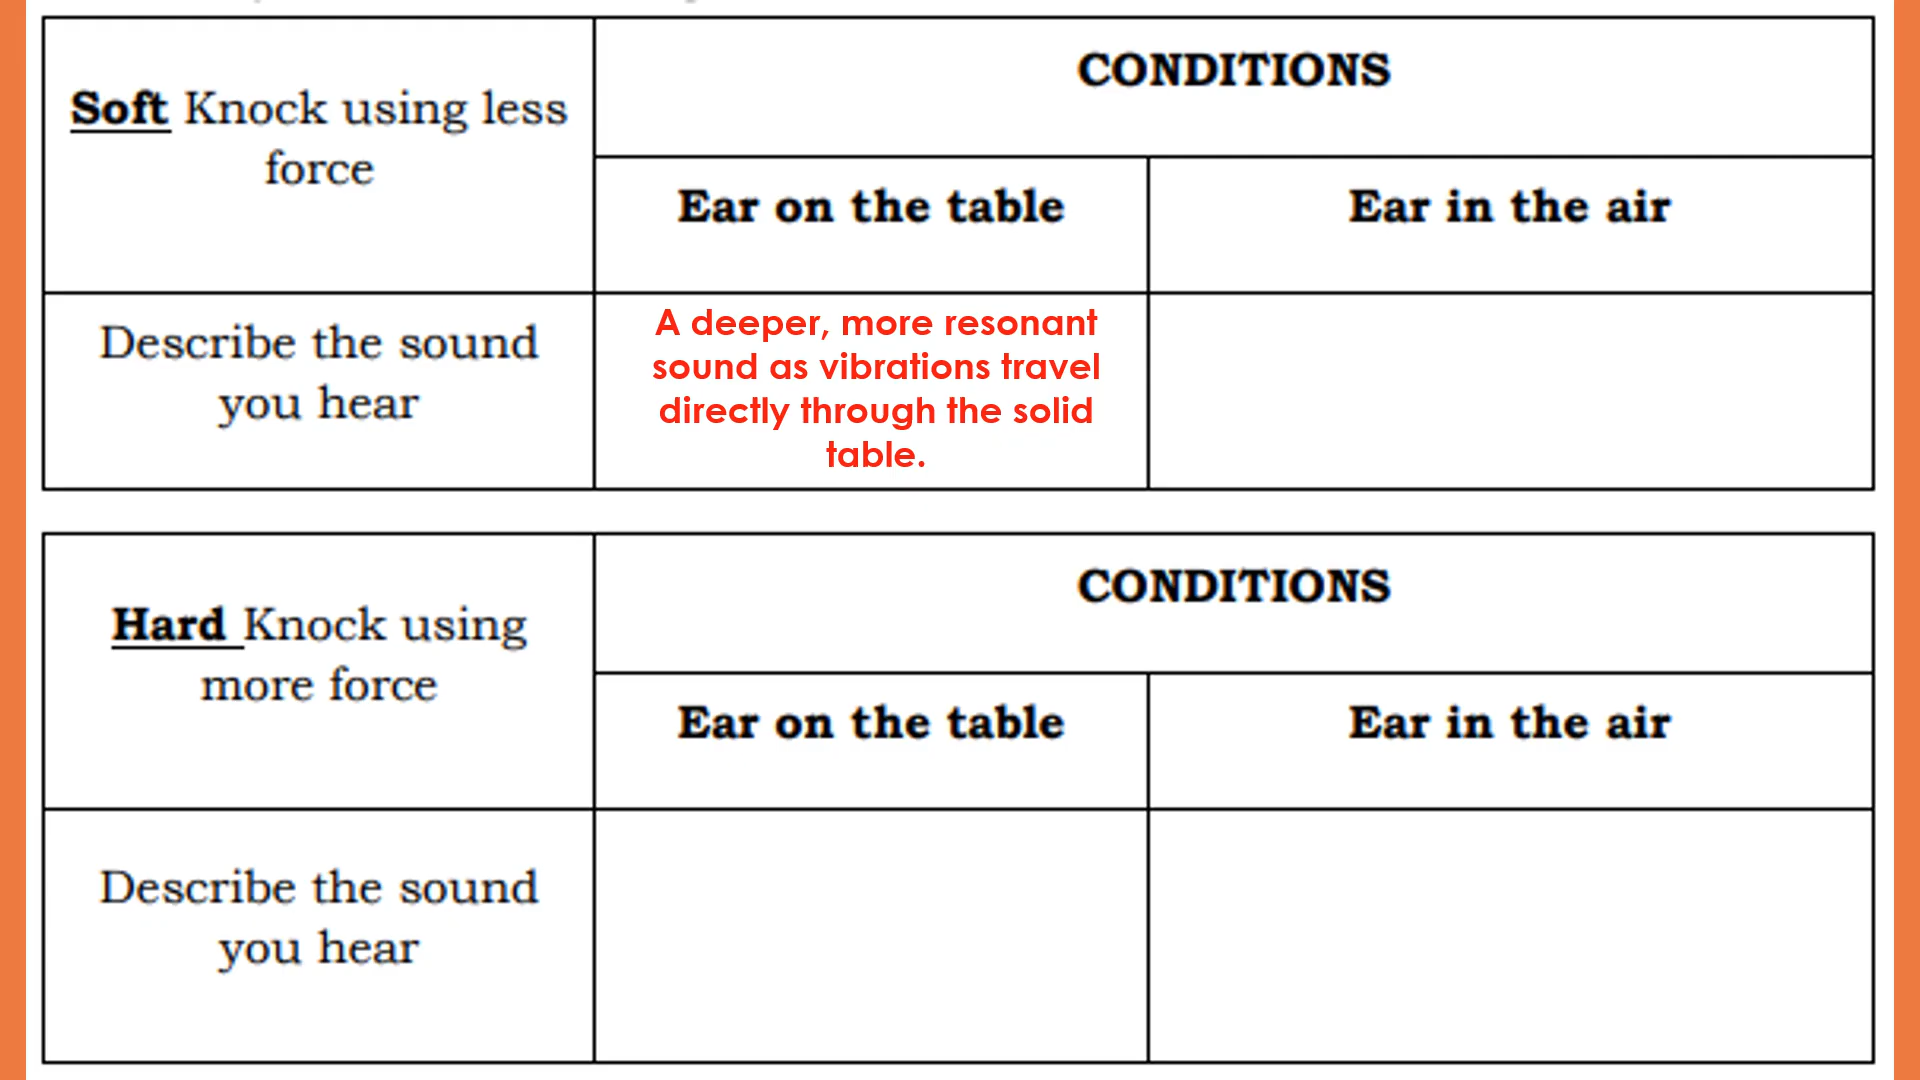 Soft Knock using less
force
CONDITIONS
Ear on the table
Ear in the air
Describe the sound
you hear
A deeper, more resonant
sound as vibrations travel
directly through the solid
table.
Hard Knock using
more force
CONDITIONS
Ear on the table
Ear in the air
Describe the sound
you hear